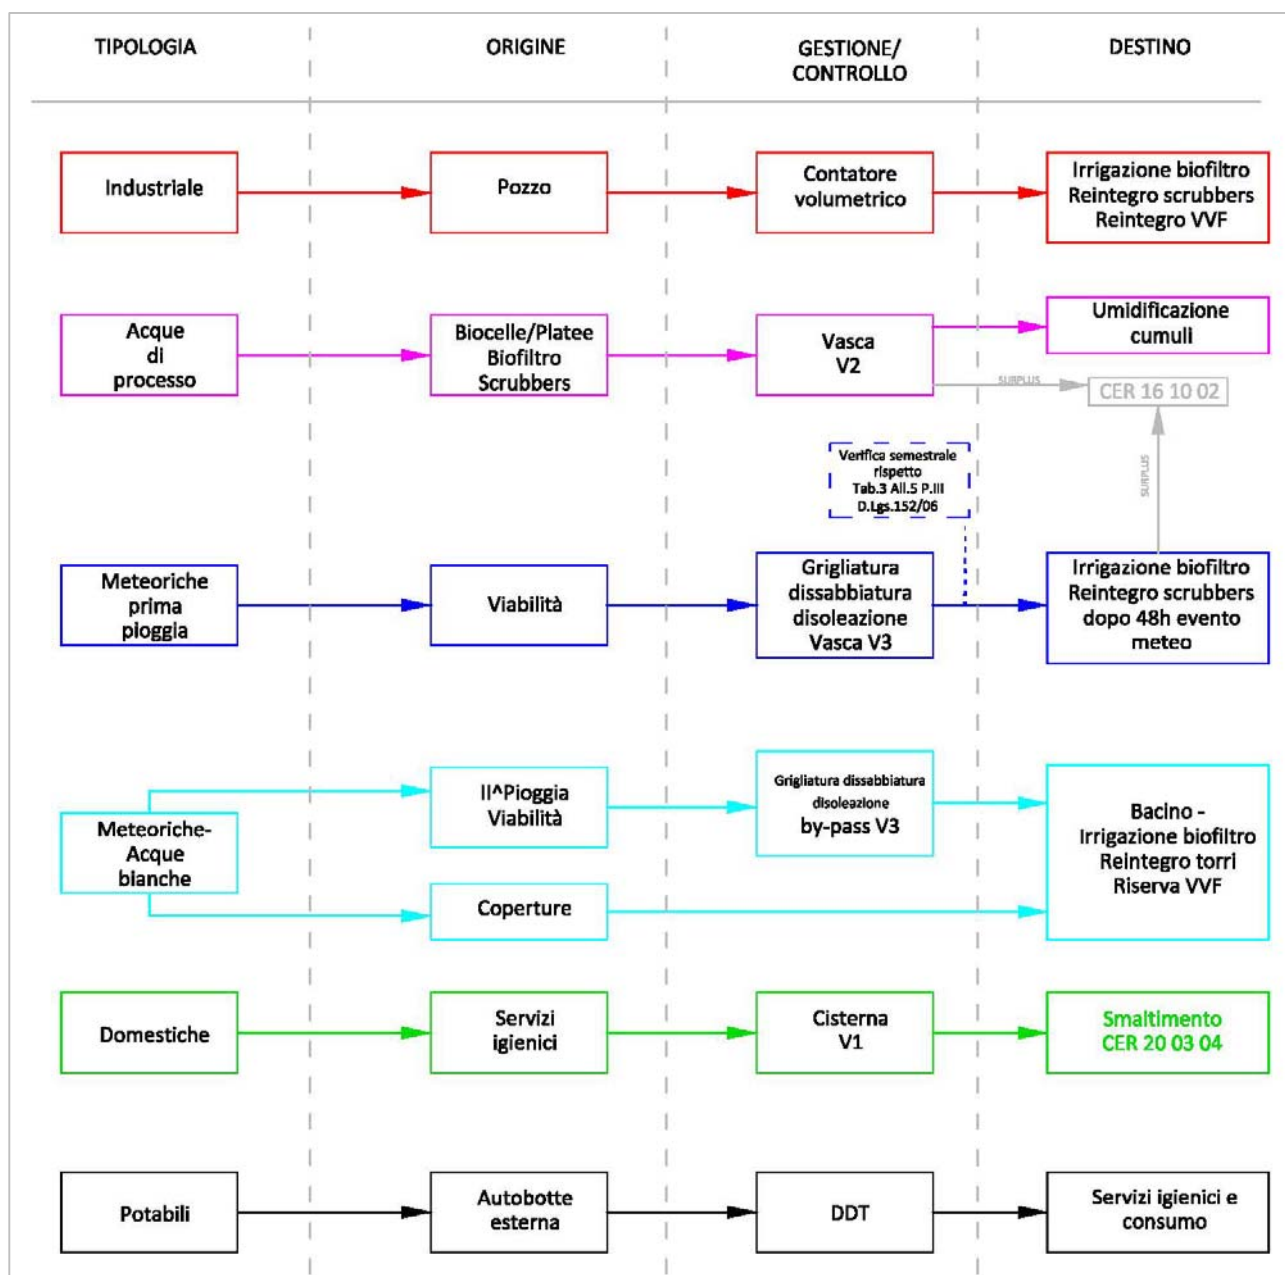 TIPOLOGIA
ORIGINE
GESTIONE/
CONTROLLO
DESTINO
Industriale
Pozzo
Contatore
volumetrico
Irrigazione biofiltro
Reintegro scrubbers
Reintegro VVF
Acque
di
processo
Biocelle/Platee
Biofiltro
Scrubbers
Vasca
V2
Umidificazione
cumuli
SURPLUS
CER 16 10 02
SURPLUS
Verifica semestrale
rispetto
Tab.3 All.5 P.III
D.Lgs.152/06
Meteoriche
prima
pioggia
Viabilità
Grigliatura
dissabbiatura
disoleazione
Vasca V3
Irrigazione biofiltro
Reintegro scrubbers
dopo 48h evento
meteo
Meteoriche-
Acque
bianche
II^Pioggia
Viabilità
Grigliatura dissabbiatura
disoleazione
by-pass V3
Coperture
Bacino -
Irrigazione biofiltro
Reintegro torri
Riserva VVF
Domestiche
Servizi
igienici
Cisterna
V1
Smaltimento
CER 20 03 04
Potabili
Autobotte
esterna
DDT
Servizi igienici e
consumo